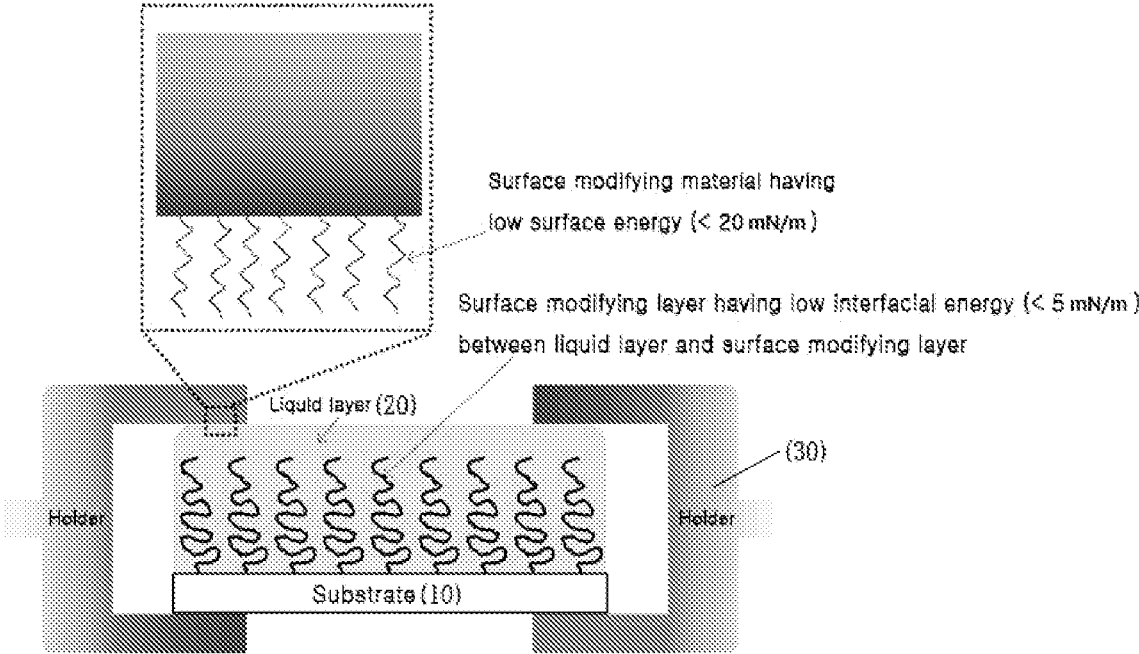 Surface modifying material having
low surface energy (< 20 mN/m)
Surface modifying layer having low interfacial energy (< 5 mN/m)
between liquid layer and surface modifying layer
Liquid layer (20)
(30)
Holder
Holder
Substrate (10)